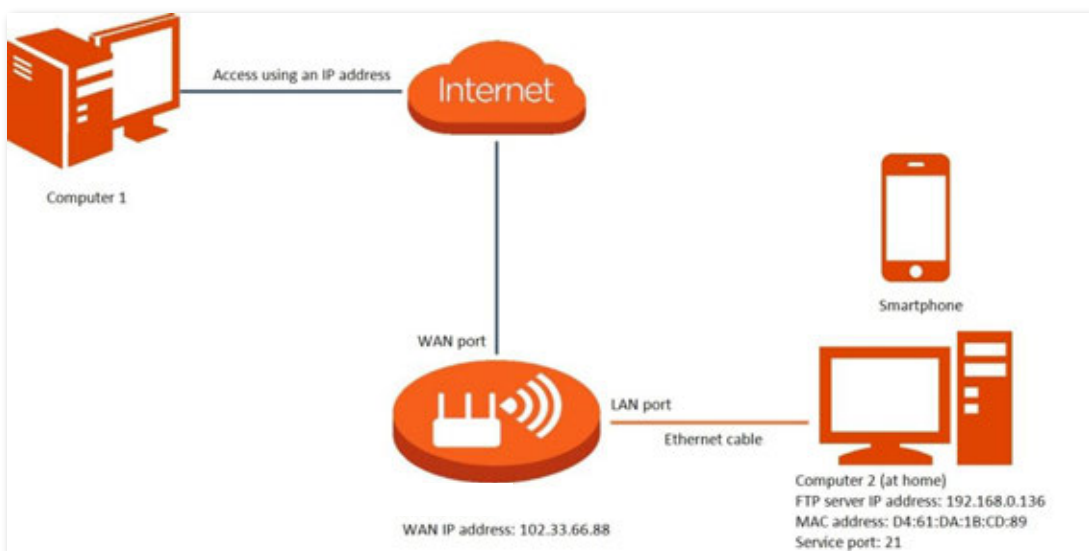 Access using an IP address
Internet
Computer 1
Smartphone
WAN port
LAN port
Ethernet cable
Computer 2 (at home)
FTP server IP address: 192.168.0.136
MAC address: D4:61:DA:1B:CD:89
Service port: 21
WAN IP address: 102.33.66.88